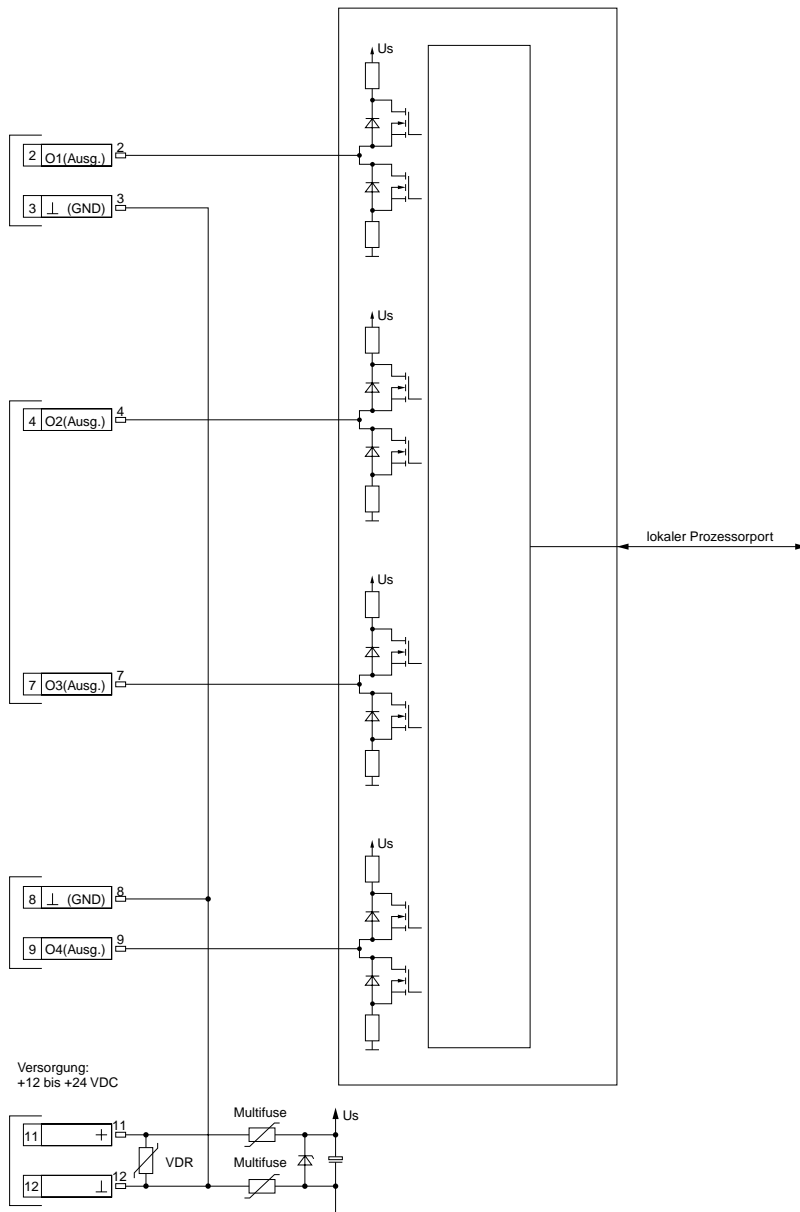 Us
2
2 O1(Ausg.)
3
3 ⊥ (GND)
Us
4
4 O2(Ausg.)
lokaler Prozessorport
Us
7
7 O3(Ausg.)
Us
8
8 ⊥ (GND)
9
9 O4(Ausg.)
Versorgung:
+12 bis +24 VDC
Multifuse
Us
11
11 +
VDR
Multifuse
12
12 ⊥